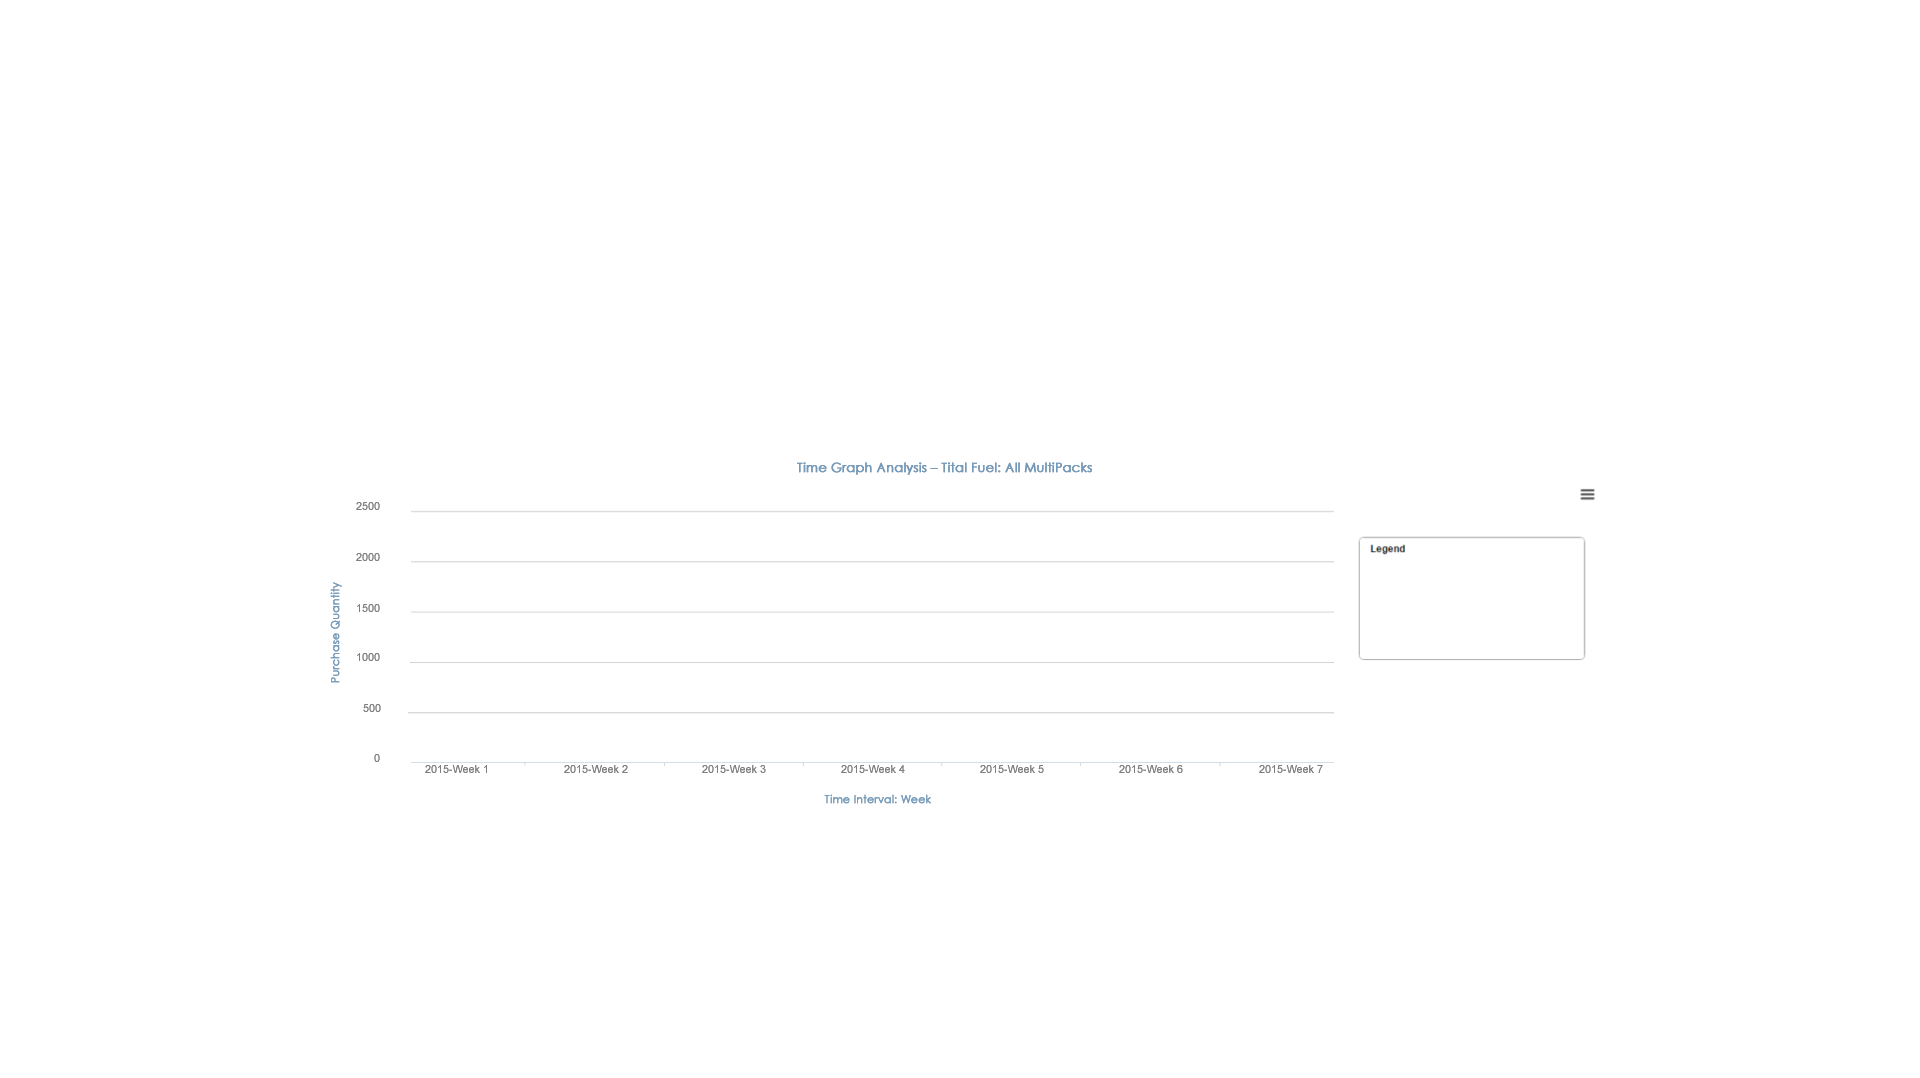 Time Graph Analysis – Tital Fuel: All MultiPacks
2500
2000
1500
1000
500
0
Purchase Quantity
Legend
2015-Week 1
2015-Week 2
2015-Week 3
2015-Week 4
2015-Week 5
2015-Week 6
2015-Week 7
Time Interval: Week